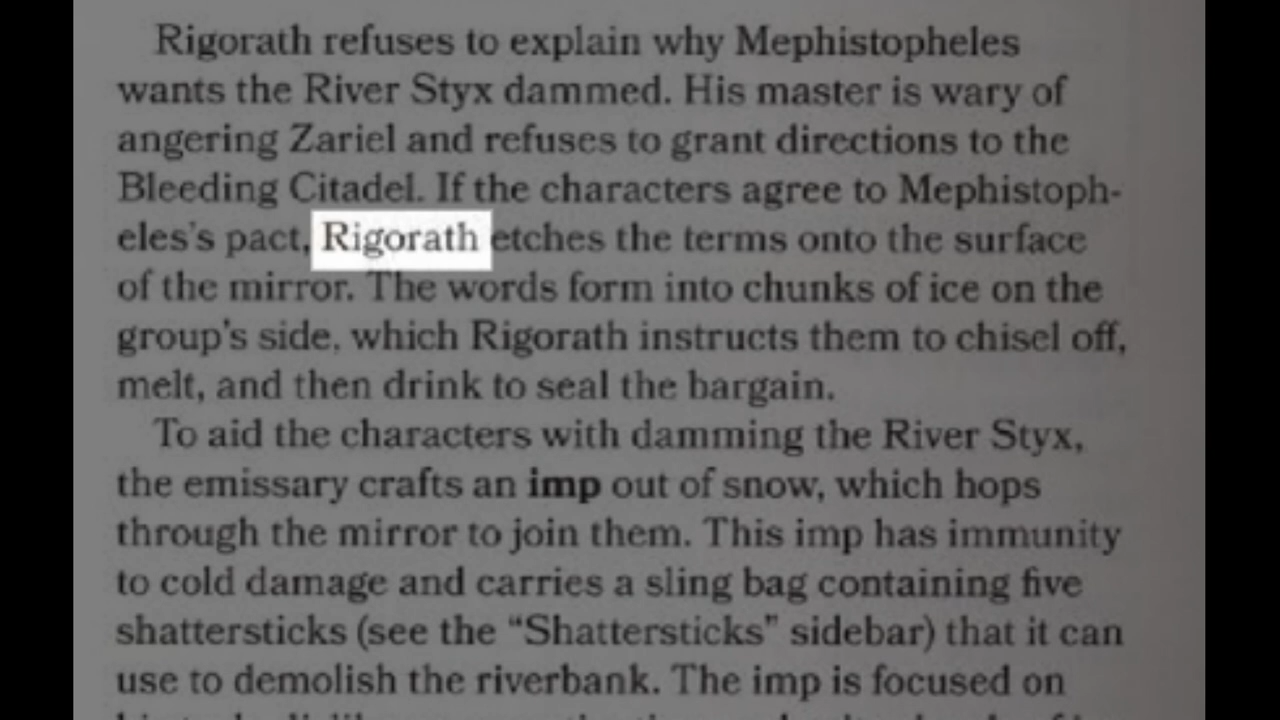 Rigorath refuses to explain why Mephistopheles
wants the River Styx dammed. His master is wary of
angering Zariel and refuses to grant directions to the
Bleeding Citadel. If the characters agree to Mephistoph-
eles's pact, Rigorath etches the terms onto the surface
of the mirror. The words form into chunks of ice on the
group's side, which Rigorath instructs them to chisel off,
melt, and then drink to seal the bargain.
To aid the characters with damming the River Styx,
the emissary crafts an imp out of snow, which hops
through the mirror to join them. This imp has immunity
to cold damage and carries a sling bag containing five
shattersticks (see the “Shattersticks” sidebar) that it can
use to demolish the riverbank. The imp is focused on